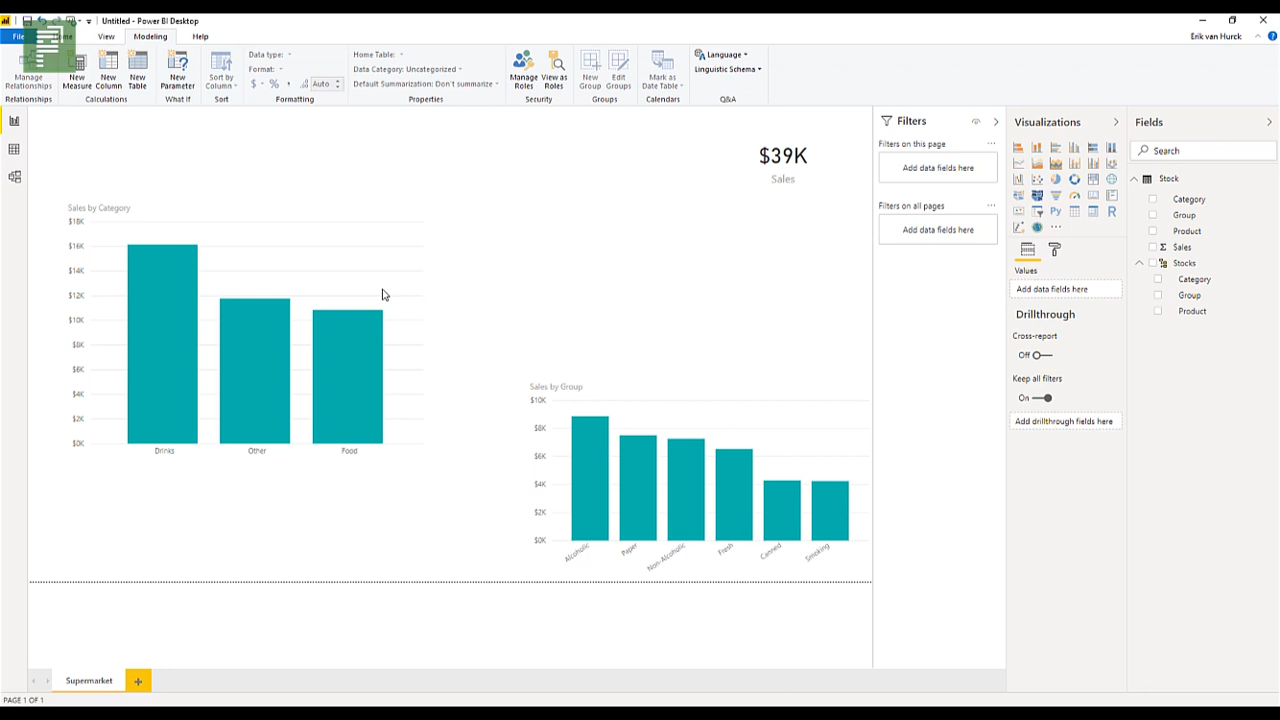 Untitled - Power BI Desktop
File
View
Modeling
Help
Erik van Hurck
Manage Relationships
New Measure
New Column
New Table
New Parameter
Sort by Column
Data type:
Format:
$ % , Auto
Home Table:
Data Category: Uncategorized
Default Summarization: Don't summarize
Manage Roles
View as Roles
New Group
Edit Groups
Mark as Date Table
Language
Linguistic Schema
Relationships
Calculations
What If
Sort
Formatting
Properties
Security
Groups
Calendars
Q&A
$39K
Sales
Sales by Category
$18K
$16K
$14K
$12K
$10K
$8K
$6K
$4K
$2K
$0K
Drinks
Other
Food
Sales by Group
$10K
$8K
$6K
$4K
$2K
$0K
Alcoholic
Paper
Non-Alcoholic
Fresh
Canned
Smoking
Filters
Filters on this page
...
Add data fields here
Filters on all pages
...
Add data fields here
Visualizations
Py
R
...
Values
Add data fields here
Drillthrough
Cross-report
Off
Keep all filters
On
Add drillthrough fields here
Fields
Search
Stock
Category
Group
Product
Σ Sales
Stocks
Category
Group
Product
Supermarket
PAGE 1 OF 1